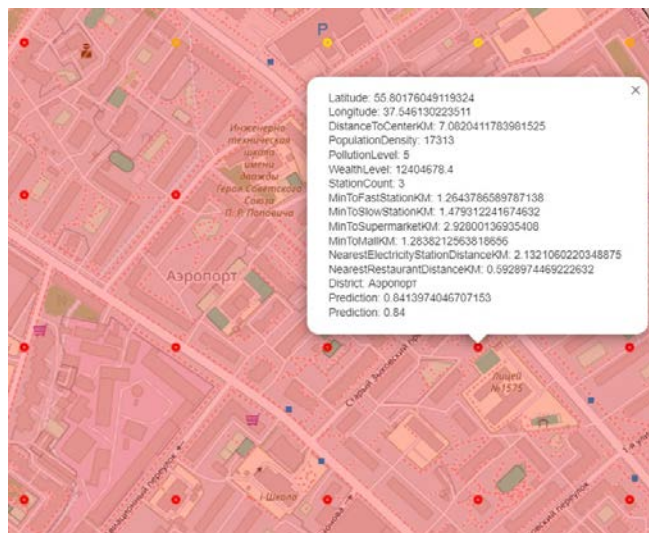 P
×
Latitude: 55.80176049119324
Longitude: 37.546130223511
DistanceToCenterKM: 7.0820411783981525
PopulationDensity: 17313
PollutionLevel: 5
WealthLevel: 12404678.4
StationCount: 3
MinToFastStationKM: 1.2643786589787138
MinToSlowStationKM: 1.479312241674632
MinToSupermarketKM: 2.92800136935408
MinToMallKM: 1.2838212563818656
NearestElectricityStationDistanceKM: 2.1321060220348875
NearestRestaurantDistanceKM: 0.5928974469222632
District: Аэропорт
Prediction: 0.8413974046707153
Prediction: 0.84
Инженерно-
техническая
школа
имени
дважды
Героя Советского
Союза
П. Р. Поповича
Аэропорт
Старый Зыковский
Лицей
№1575
1-я
Школа